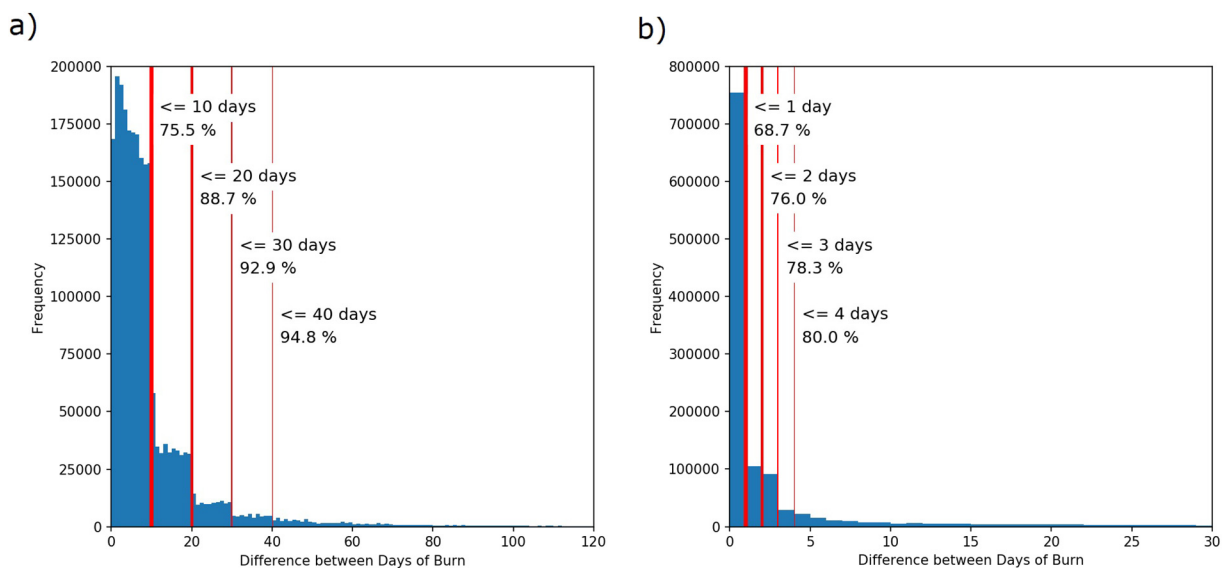 a)
200000
175000
150000
125000
100000
75000
50000
25000
0
Frequency
<= 10 days
75.5 %
<= 20 days
88.7 %
<= 30 days
92.9 %
<= 40 days
94.8 %
0 20 40 60 80 100 120
Difference between Days of Burn
b)
800000
700000
600000
500000
400000
300000
200000
100000
0
Frequency
<= 1 day
68.7 %
<= 2 days
76.0 %
<= 3 days
78.3 %
<= 4 days
80.0 %
0 5 10 15 20 25 30
Difference between Days of Burn